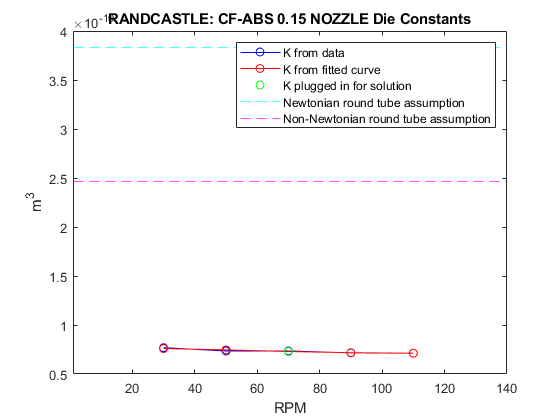 RANDCASTLE: CF-ABS 0.15 NOZZLE Die Constants
4
3.5
3
2.5
2
1.5
1
0.5
m³
K from data
K from fitted curve
K plugged in for solution
Newtonian round tube assumption
Non-Newtonian round tube assumption
20 40 60 80 100 120 140
RPM